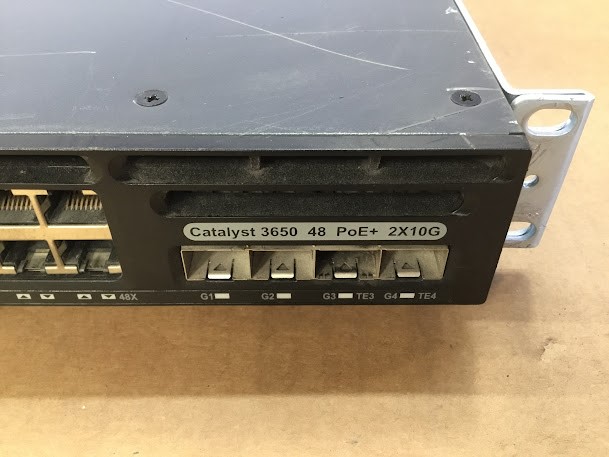 Catalyst 3650 48 PoE+ 2X10G
48X G1 G2 G3 TE3 G4 TE4